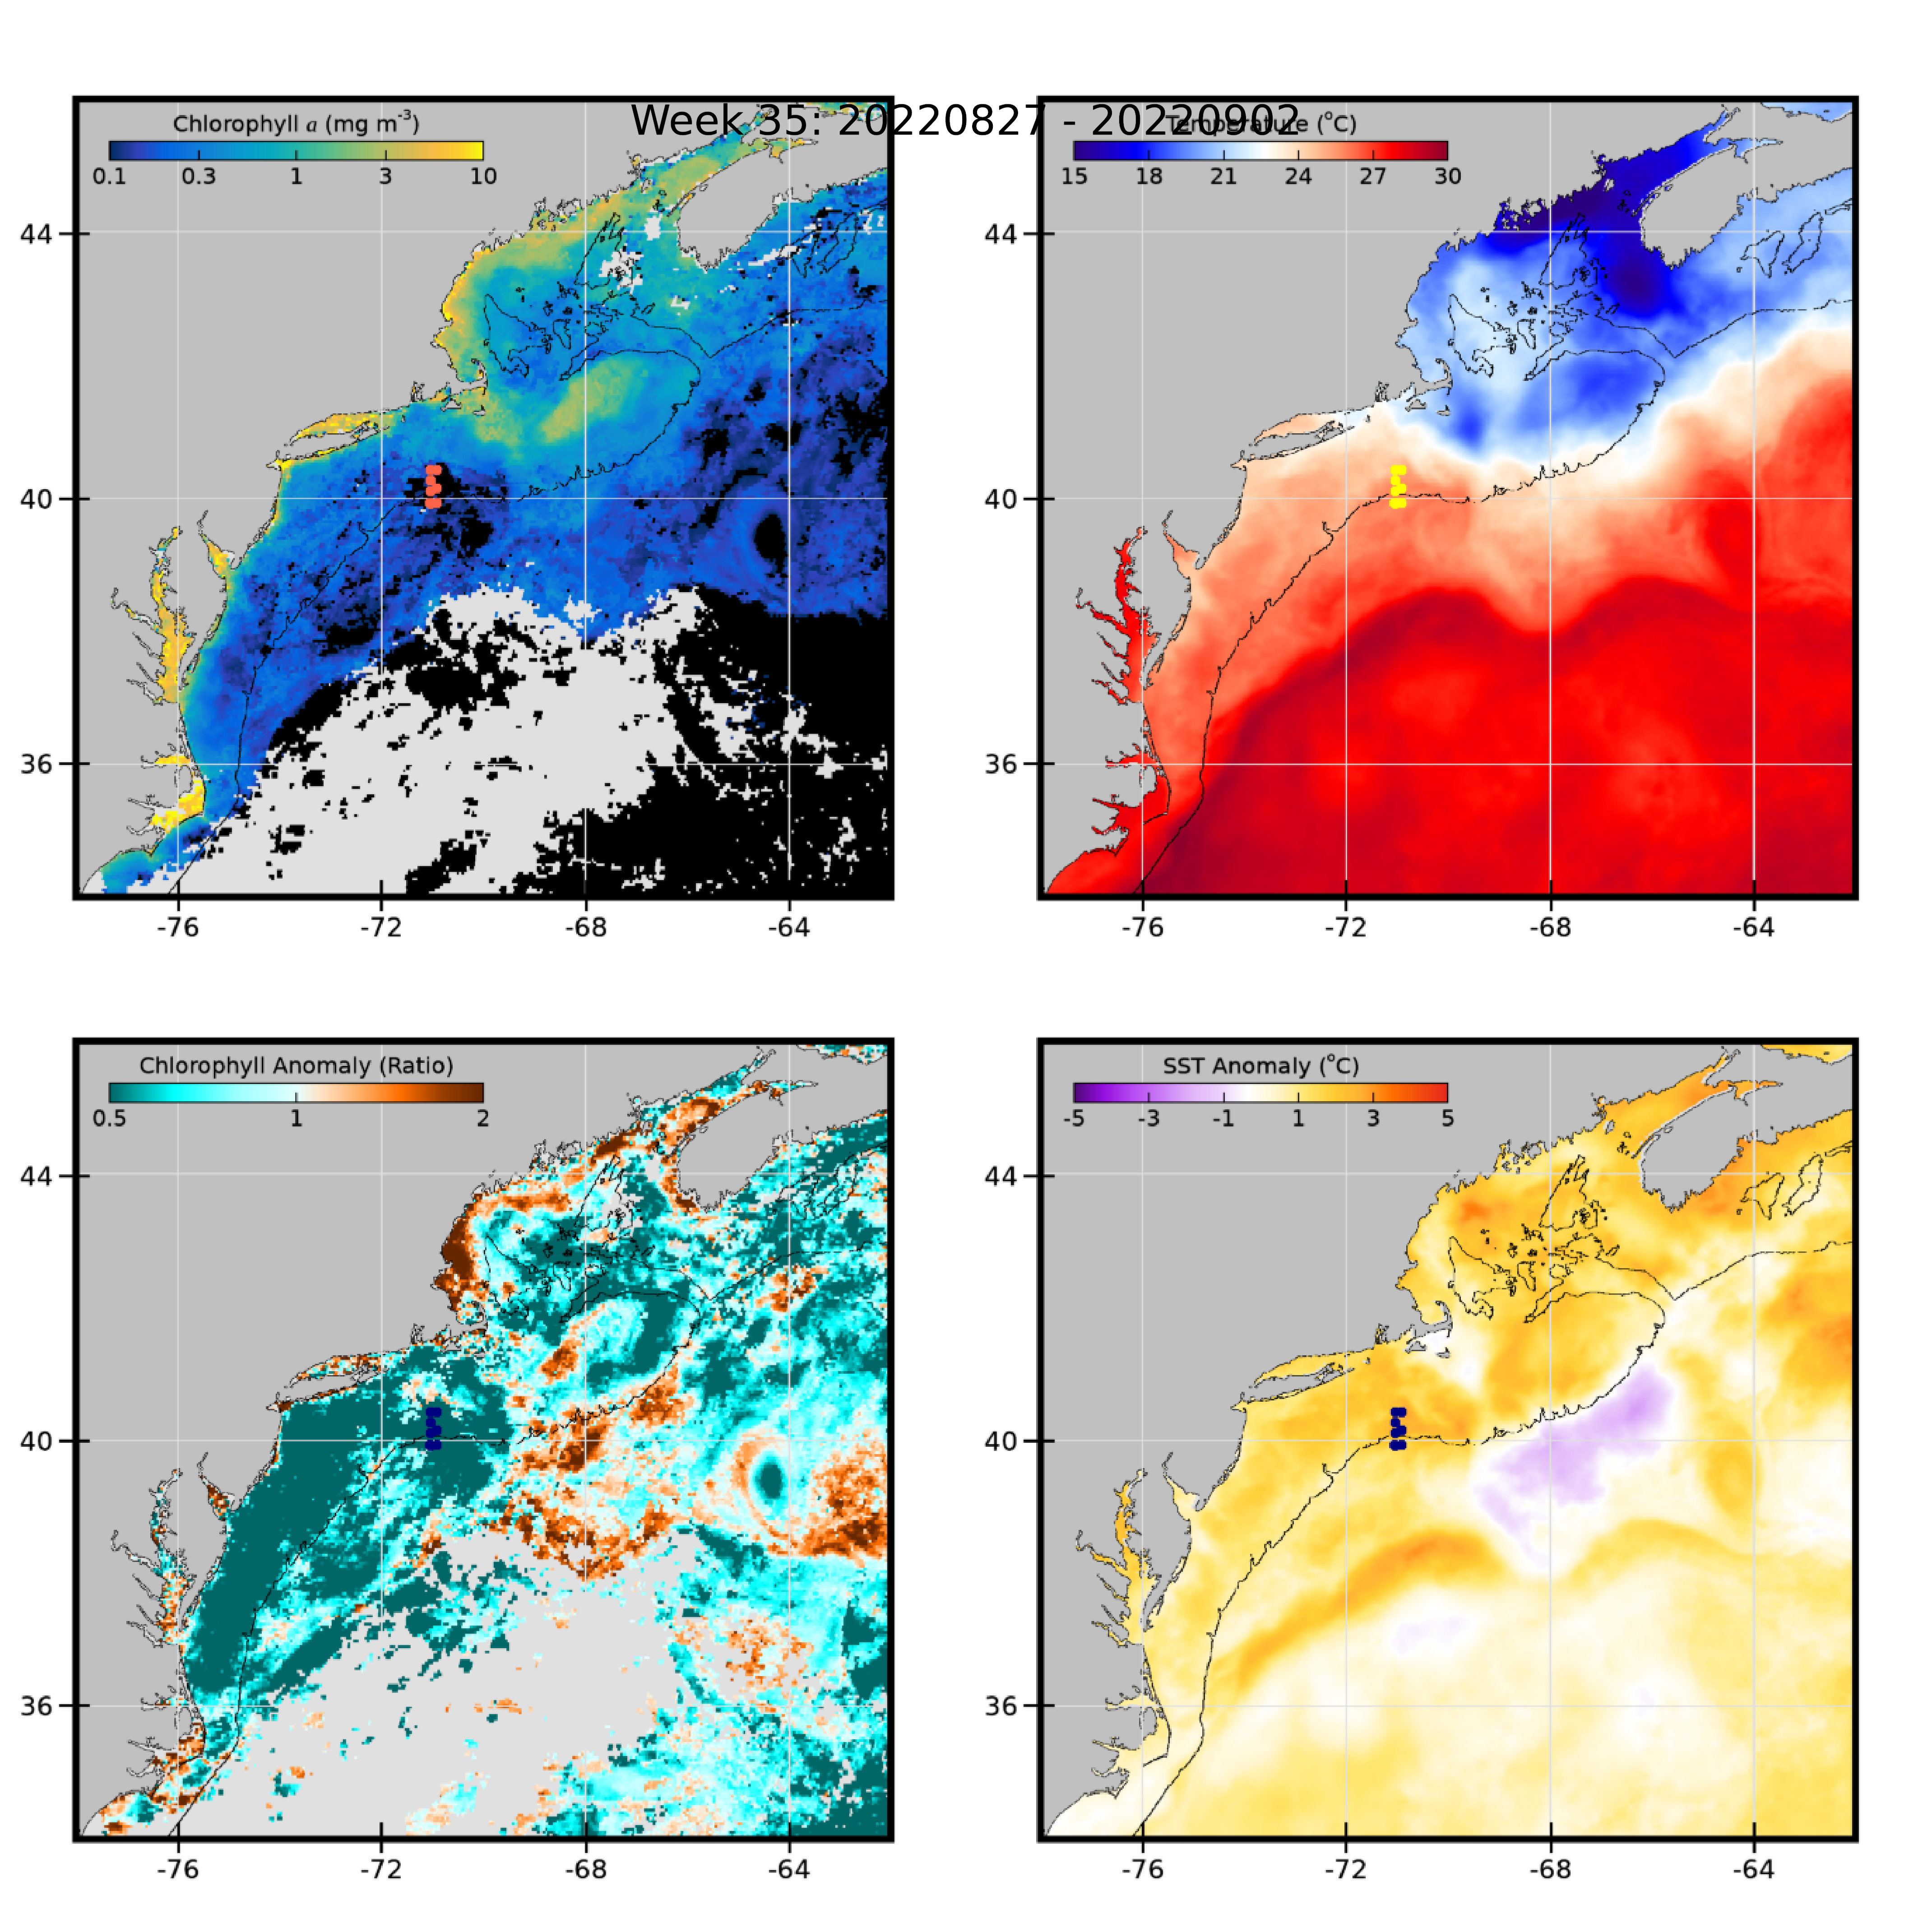 Week 35: 20220827 - 20220902
Chlorophyll a (mg m-3)
0.1 0.3 1 3 10
44
40
36
-76 -72 -68 -64
Temperature (oC)
15 18 21 24 27 30
44
40
36
-76 -72 -68 -64
Chlorophyll Anomaly (Ratio)
0.5 1 2
44
40
36
-76 -72 -68 -64
SST Anomaly (oC)
-5 -3 -1 1 3 5
44
40
36
-76 -72 -68 -64